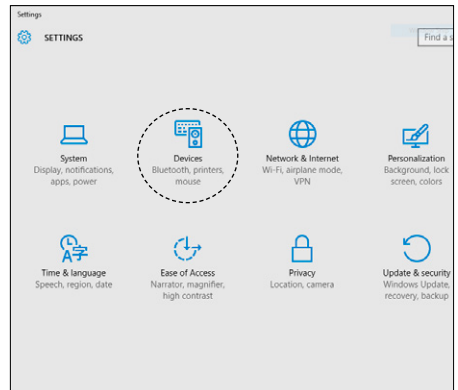 Settings
SETTINGS
Find a s
System
Display, notifications,
apps, power
Devices
Bluetooth, printers,
mouse
Network & Internet
Wi-Fi, airplane mode,
VPN
Personalization
Background, lock
screen, colors
Time & language
Speech, region, date
Ease of Access
Narrator, magnifier,
high contrast
Privacy
Location, camera
Update & security
Windows Update,
recovery, backup